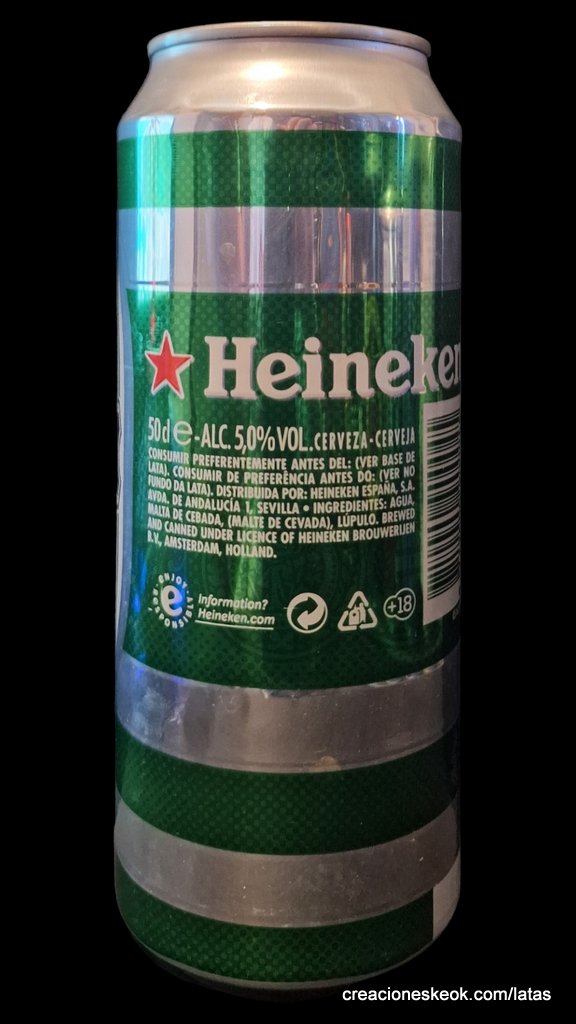 Heineken
50cl e - ALC. 5,0% VOL. CERVEZA - CERVEJA
CONSUMIR PREFERENTEMENTE ANTES DEL: (VER BASE DE
LATA). CONSUMIR DE PREFERÊNCIA ANTES DO: (VER NO
FUNDO DA LATA). DISTRIBUIDA POR: HEINEKEN ESPAÑA, S.A.
AVDA. DE ANDALUCÍA 1, SEVILLA • INGREDIENTES: AGUA,
MALTA DE CEBADA, (MALTE DE CEVADA), LÚPULO. BREWED
AND CANNED UNDER LICENCE OF HEINEKEN BROUWERIJEN
B.V., AMSTERDAM, HOLLAND.
ENJOY e RESPONSIBLY
Information?
Heineken.com
+18
creacioneskeok.com/latas